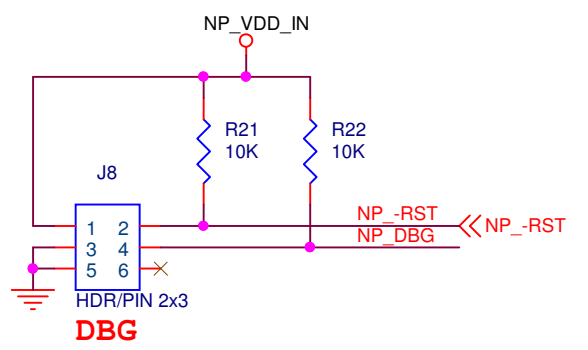 NP_VDD_IN
R21
10K
R22
10K
J8
NP_-RST
NP_-RST
NP_DBG
1 2
3 4
5 6
HDR/PIN 2x3
DBG